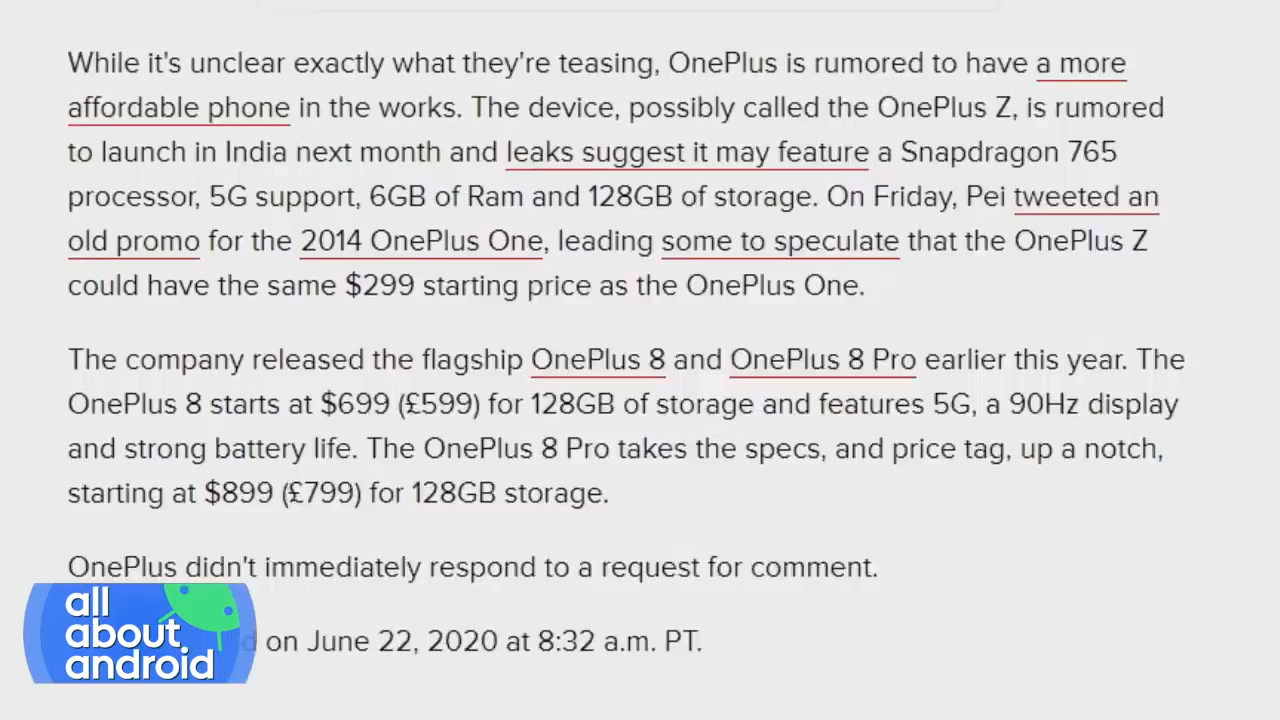 While it's unclear exactly what they're teasing, OnePlus is rumored to have a more
affordable phone in the works. The device, possibly called the OnePlus Z, is rumored
to launch in India next month and leaks suggest it may feature a Snapdragon 765
processor, 5G support, 6GB of Ram and 128GB of storage. On Friday, Pei tweeted an
old promo for the 2014 OnePlus One, leading some to speculate that the OnePlus Z
could have the same $299 starting price as the OnePlus One.
The company released the flagship OnePlus 8 and OnePlus 8 Pro earlier this year. The
OnePlus 8 starts at $699 (£599) for 128GB of storage and features 5G, a 90Hz display
and strong battery life. The OnePlus 8 Pro takes the specs, and price tag, up a notch,
starting at $899 (£799) for 128GB storage.
OnePlus didn't immediately respond to a request for comment.
on June 22, 2020 at 8:32 a.m. PT.
all
about
android